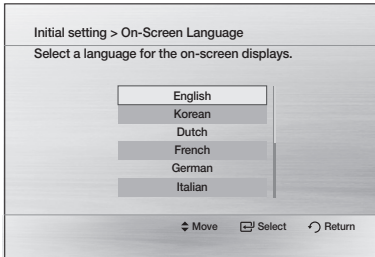 Initial setting > On-Screen Language
Select a language for the on-screen displays.
English
Korean
Dutch
French
German
Italian
Move Select Return